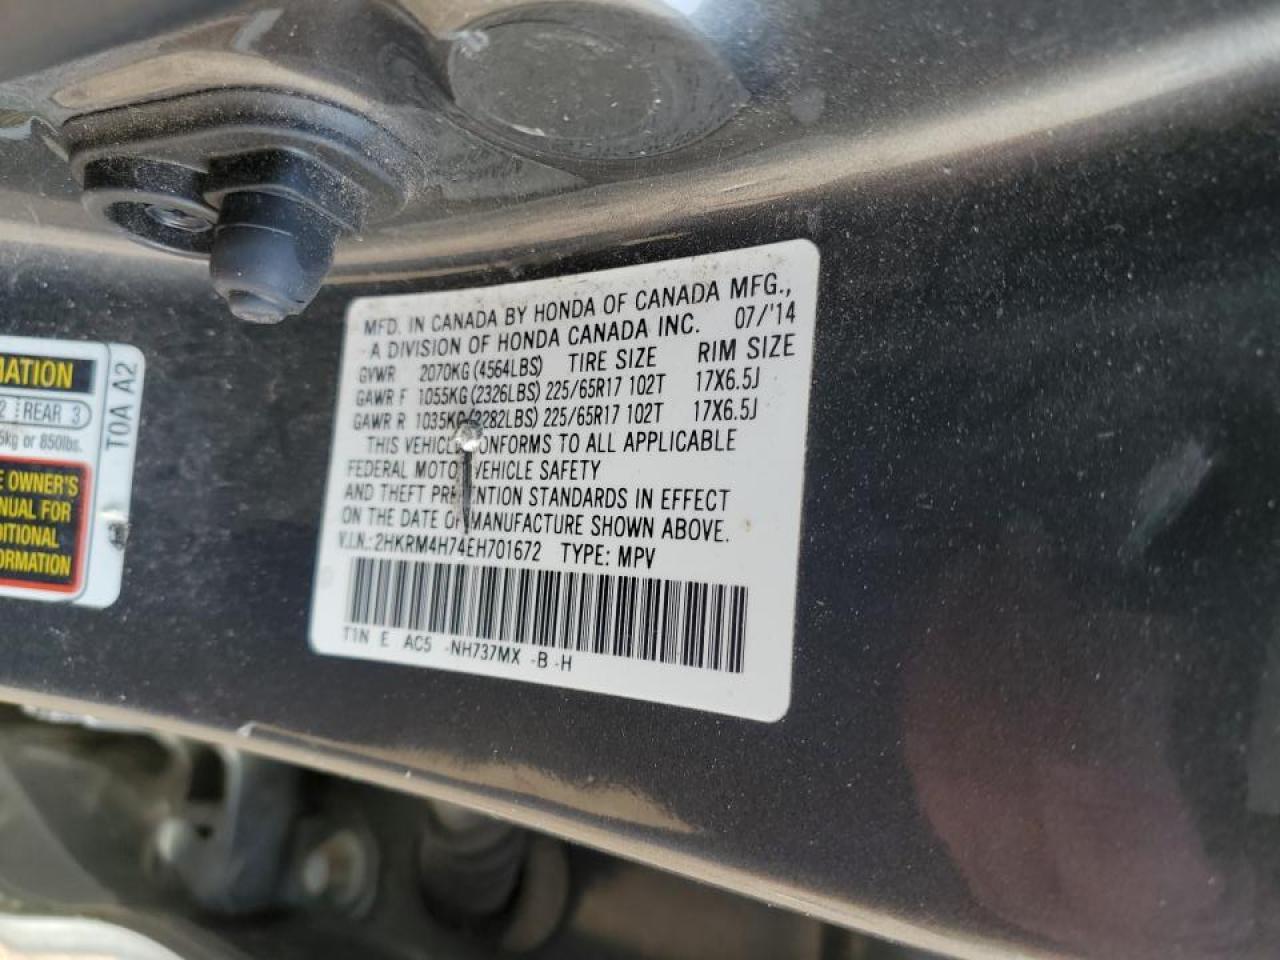 MFD. IN CANADA BY HONDA OF CANADA MFG.,
A DIVISION OF HONDA CANADA INC. 07/'14
GVWR 2070KG (4564LBS) TIRE SIZE RIM SIZE
GAWR F 1055KG (2326LBS) 225/65R17 102T 17X6.5J
GAWR R 1035KG (2282LBS) 225/65R17 102T 17X6.5J
THIS VEHICLE CONFORMS TO ALL APPLICABLE
FEDERAL MOTOR VEHICLE SAFETY
AND THEFT PREVENTION STANDARDS IN EFFECT
ON THE DATE OF MANUFACTURE SHOWN ABOVE.
V.I.N.: 2HKRM4H74EH701672 TYPE: MPV
T1N E AC5 -NH737MX -B -H
MATION
2 REAR 3
5kg or 850lbs.
E OWNER'S
NUAL FOR
DITIONAL
FORMATION
T0A A2